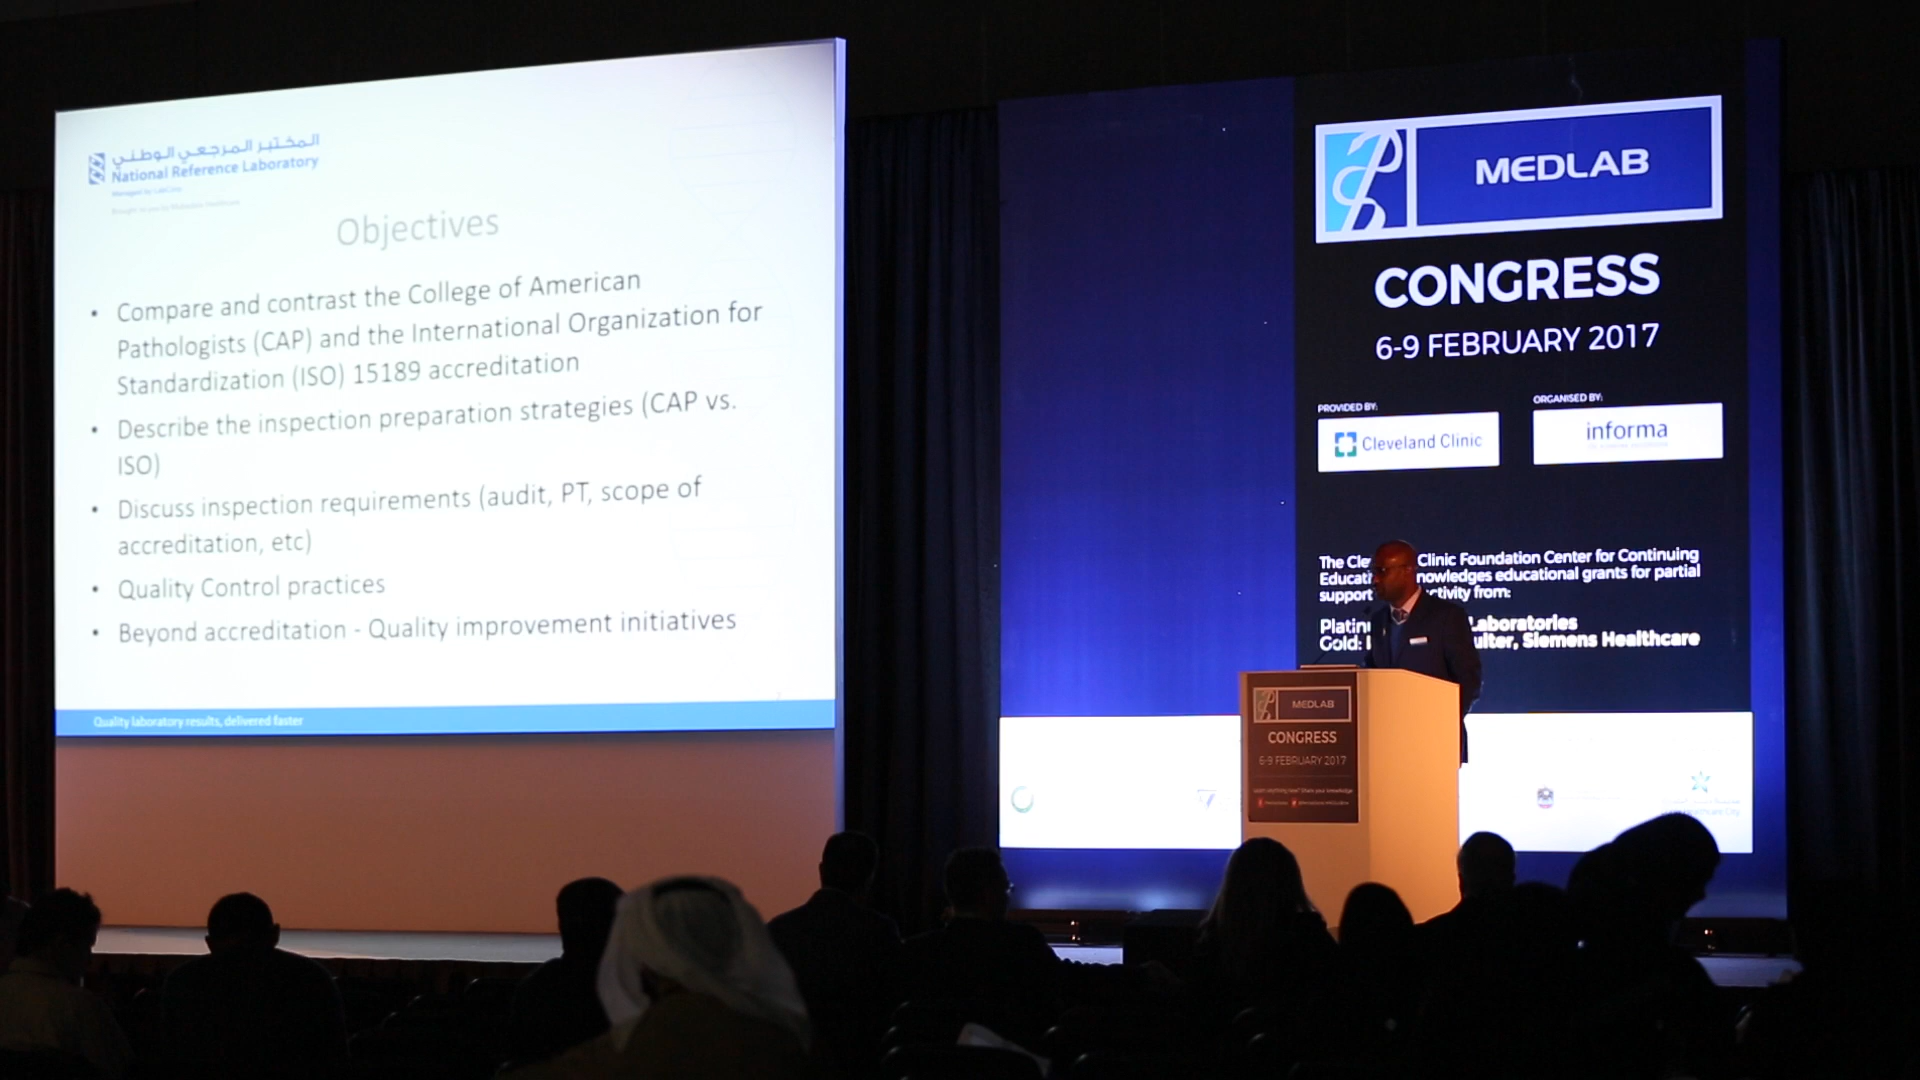 المختبر المرجعي الوطني
National Reference Laboratory
Objectives
• Compare and contrast the College of American
Pathologists (CAP) and the International Organization for
Standardization (ISO) 15189 accreditation
• Describe the inspection preparation strategies (CAP vs.
ISO)
• Discuss inspection requirements (audit, PT, scope of
accreditation, etc)
• Quality Control practices
• Beyond accreditation - Quality improvement initiatives
Quality laboratory results, delivered faster
MEDLAB
CONGRESS
6-9 FEBRUARY 2017
PROVIDED BY:
Cleveland Clinic
ORGANISED BY:
informa
The Clinic Foundation Center for Continuing
educational grants for partial
support from:
Laboratories
Gold: Siemens Healthcare
MEDLAB
CONGRESS
6-9 FEBRUARY 2017